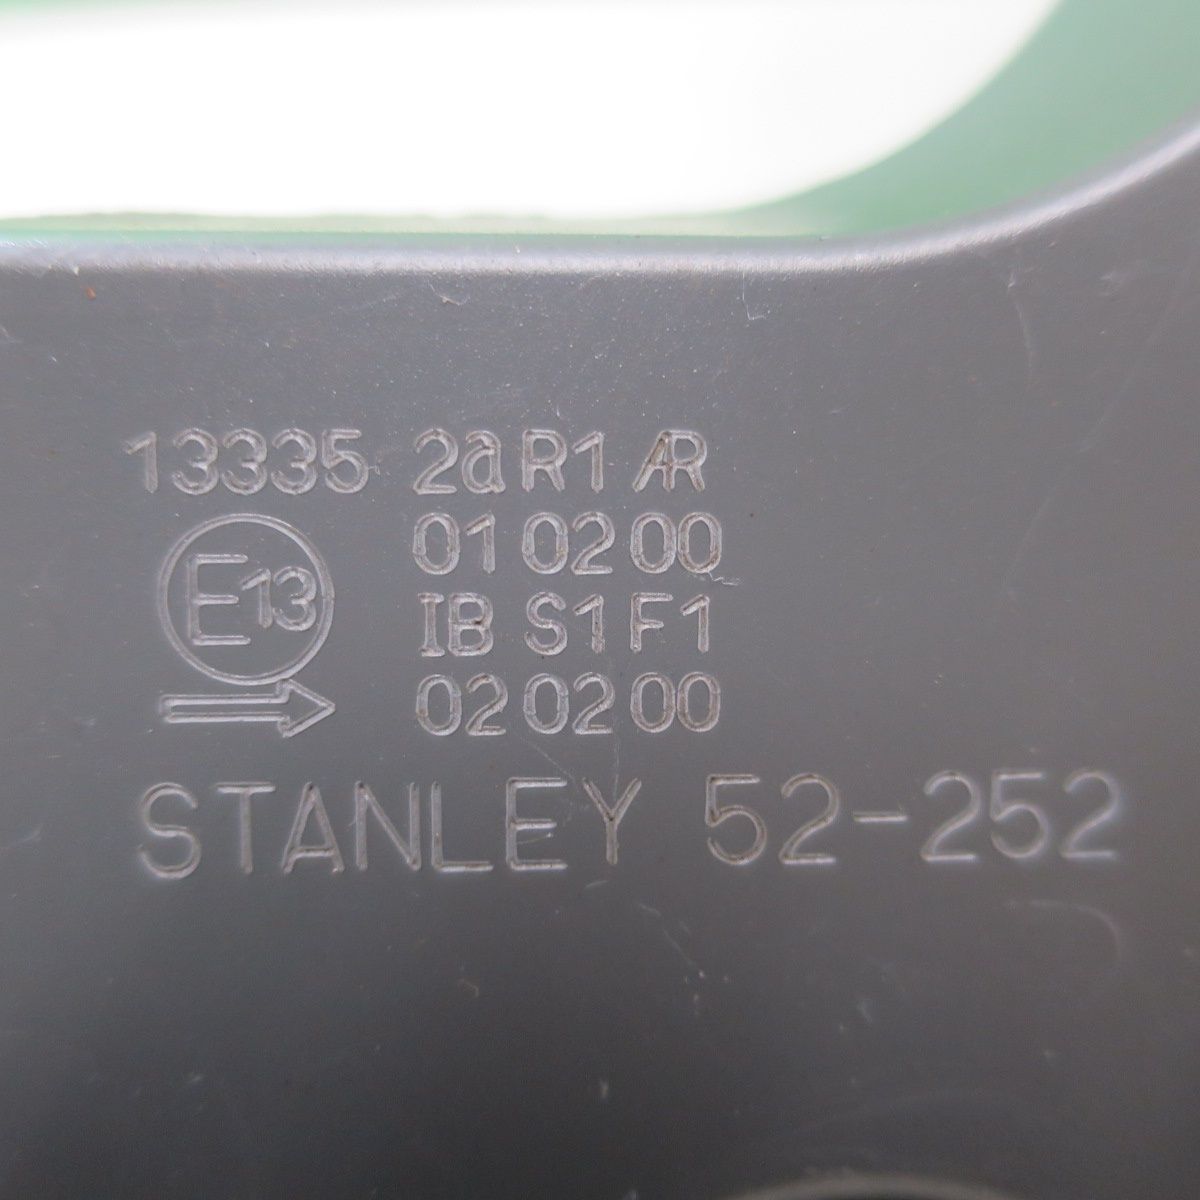 13335 2a R1 AR
01 02 00
E13 IB S1 F1
02 02 00
STANLEY 52-252